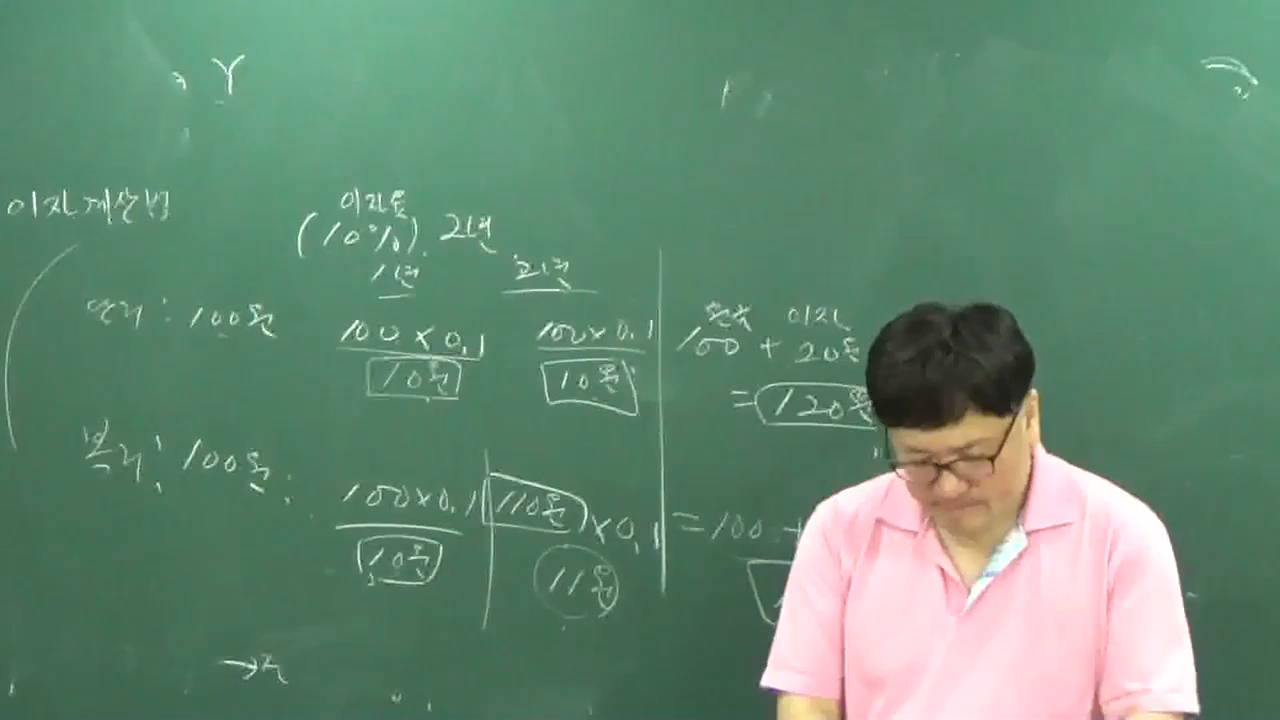 Y
이자계산법
이자율
(10%). 2년
1년 2년
단리: 100원 100×0.1 100×0.1 원금 이자
10원 10원 100 + 20원
= 120원
복리: 100원 100×0.1 110원 ×0.1 = 100 +
10원 11원
→